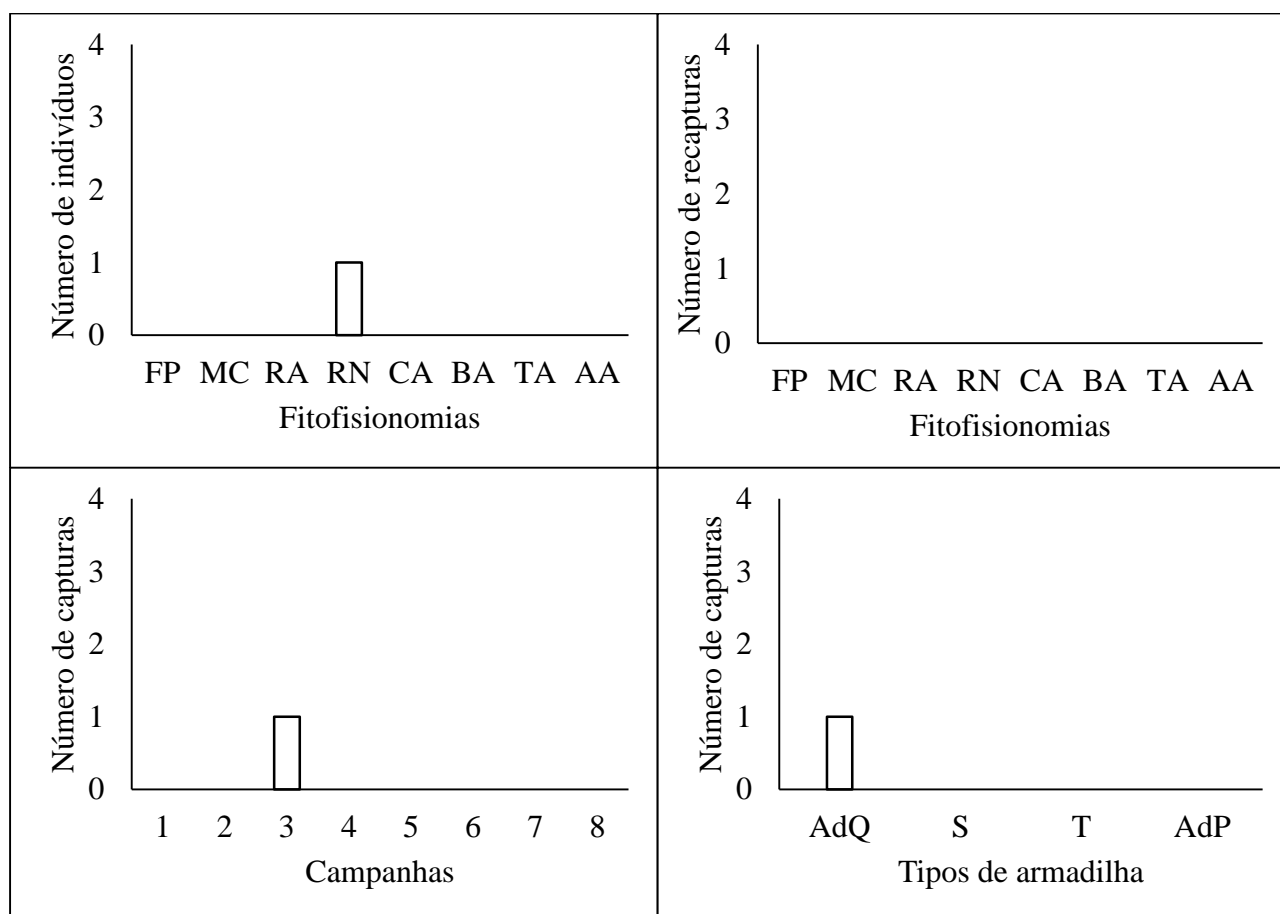 Número de indivíduos
4
3
2
1
0
FP MC RA RN CA BA TA AA
Fitofisionomias
Número de recapturas
4
3
2
1
0
FP MC RA RN CA BA TA AA
Fitofisionomias
Número de capturas
4
3
2
1
0
1 2 3 4 5 6 7 8
Campanhas
Número de capturas
4
3
2
1
0
AdQ S T AdP
Tipos de armadilha